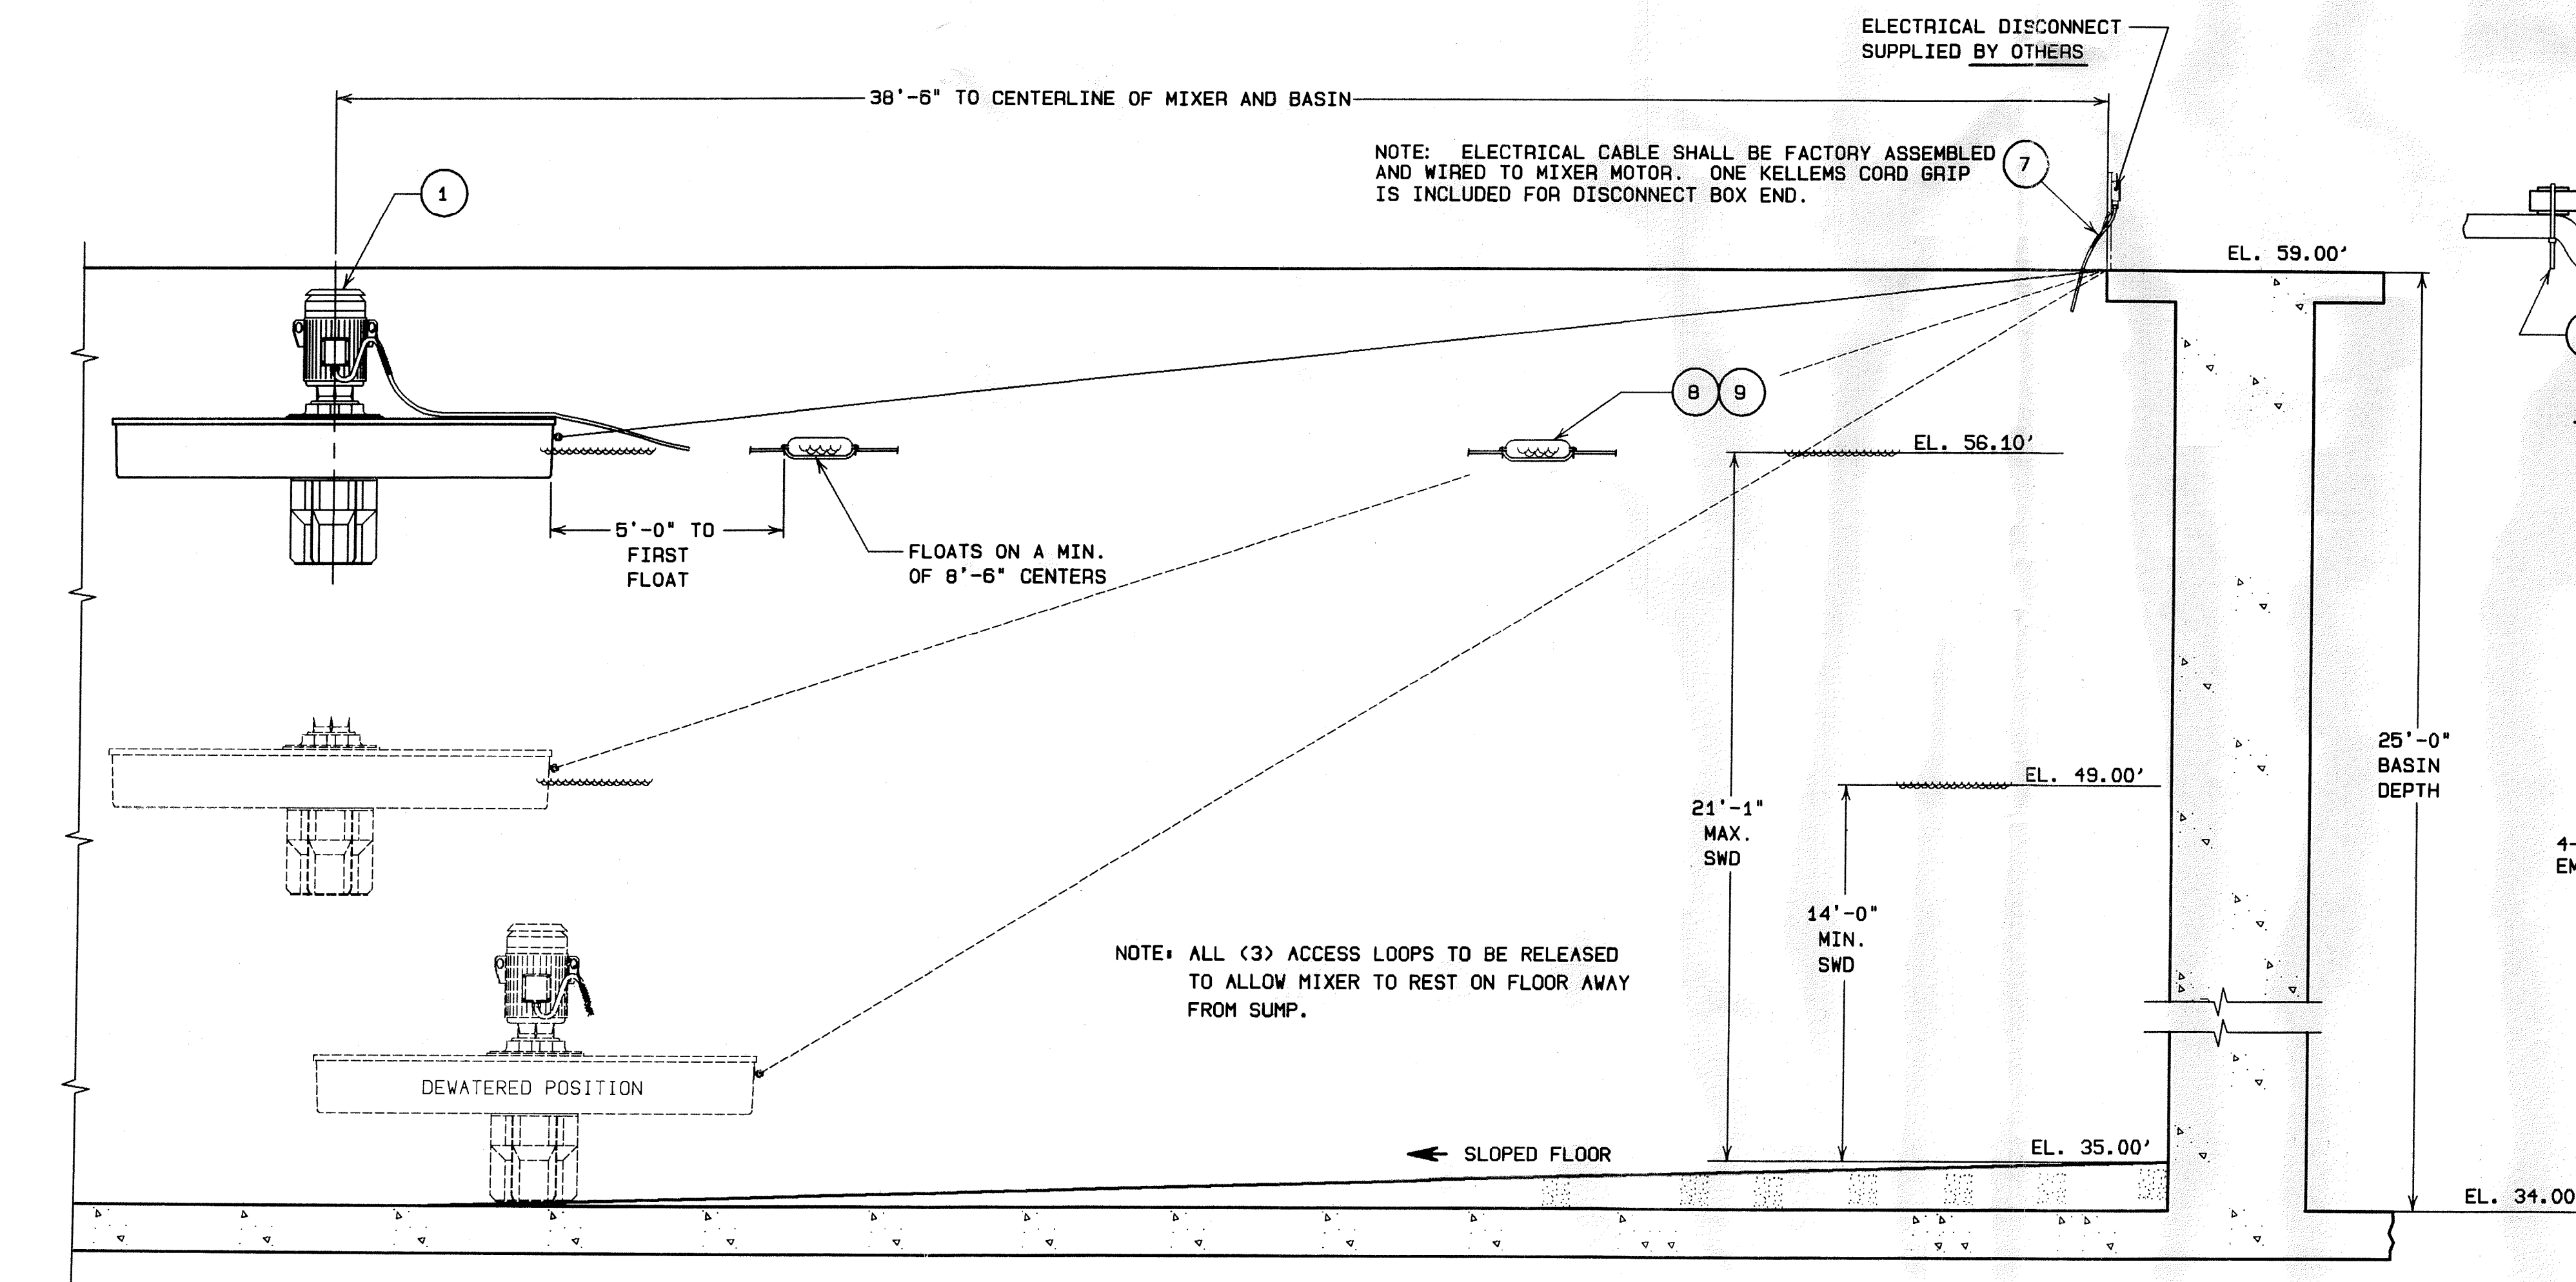 ELECTRICAL DISCONNECT
SUPPLIED BY OTHERS
38'-6" TO CENTERLINE OF MIXER AND BASIN
NOTE: ELECTRICAL CABLE SHALL BE FACTORY ASSEMBLED
AND WIRED TO MIXER MOTOR. ONE KELLEMS CORD GRIP
IS INCLUDED FOR DISCONNECT BOX END.
7
1
EL. 59.00'
8 9
EL. 56.10'
5'-0" TO
FIRST
FLOAT
FLOATS ON A MIN.
OF 8'-6" CENTERS
25'-0"
BASIN
DEPTH
EL. 49.00'
21'-1"
MAX.
SWD
14'-0"
MIN.
SWD
NOTE: ALL (3) ACCESS LOOPS TO BE RELEASED
TO ALLOW MIXER TO REST ON FLOOR AWAY
FROM SUMP.
DEWATERED POSITION
SLOPED FLOOR
EL. 35.00'
EL. 34.00
4-
EM